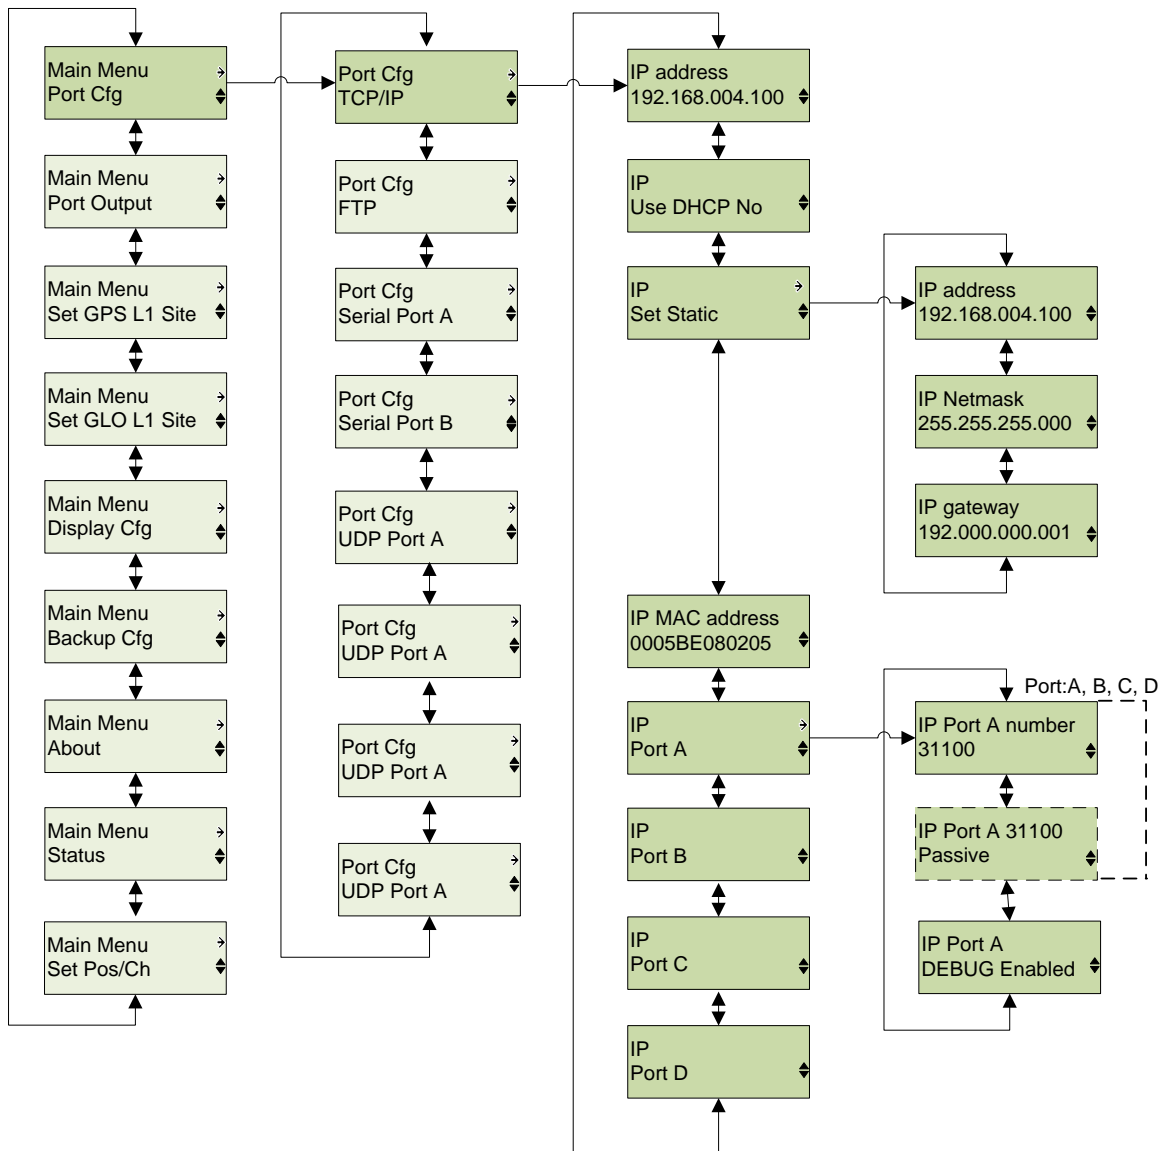 Main Menu
Port Cfg
Main Menu
Port Output
Main Menu
Set GPS L1 Site
Main Menu
Set GLO L1 Site
Main Menu
Display Cfg
Main Menu
Backup Cfg
Main Menu
About
Main Menu
Status
Main Menu
Set Pos/Ch
Port Cfg
TCP/IP
Port Cfg
FTP
Port Cfg
Serial Port A
Port Cfg
Serial Port B
Port Cfg
UDP Port A
Port Cfg
UDP Port A
Port Cfg
UDP Port A
Port Cfg
UDP Port A
IP address
192.168.004.100
IP
Use DHCP No
IP
Set Static
IP MAC address
0005BE080205
IP
Port A
IP
Port B
IP
Port C
IP
Port D
IP address
192.168.004.100
IP Netmask
255.255.255.000
IP gateway
192.000.000.001
Port:A, B, C, D
IP Port A number
31100
IP Port A 31100
Passive
IP Port A
DEBUG Enabled